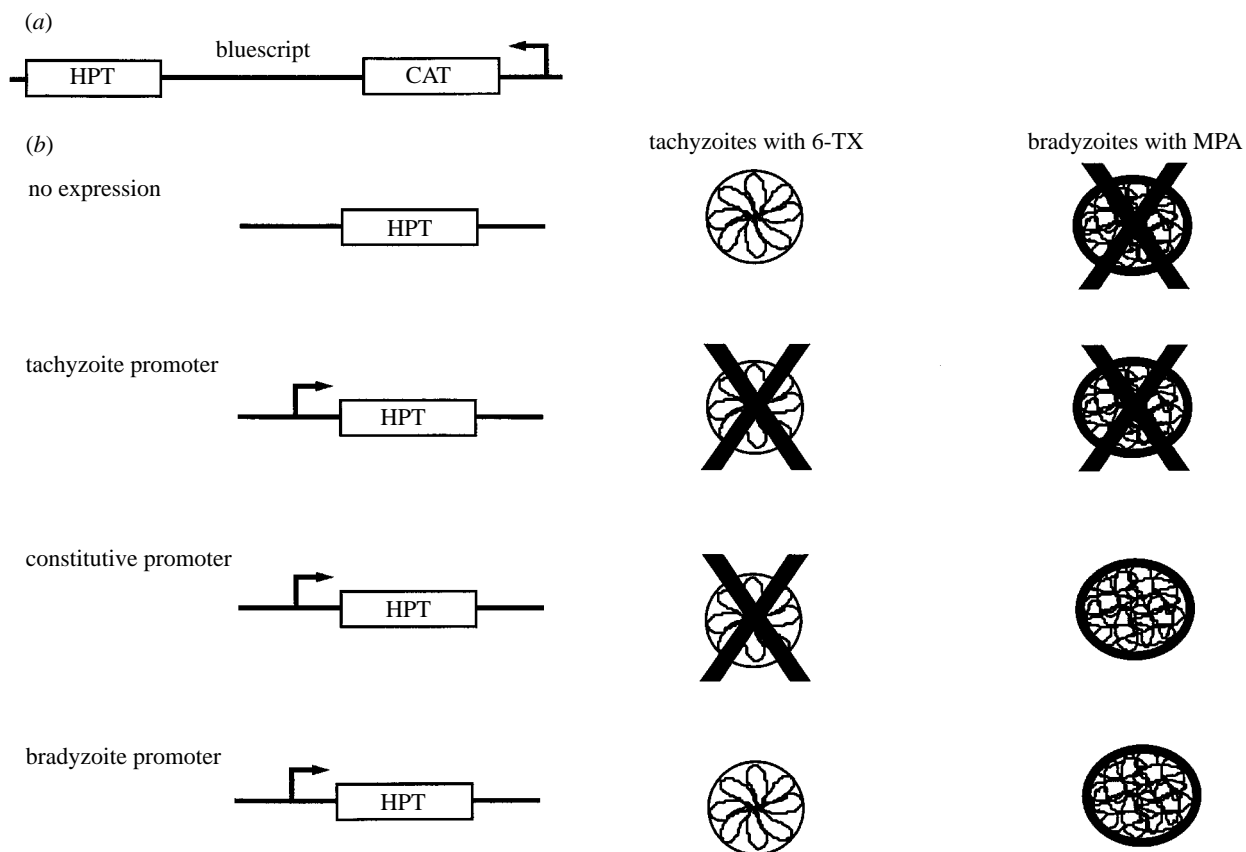 (a)
bluescript
HPT
CAT
(b)
tachyzoites with 6-TX
bradyzoites with MPA
no expression
HPT
tachyzoite promoter
HPT
constitutive promoter
HPT
bradyzoite promoter
HPT